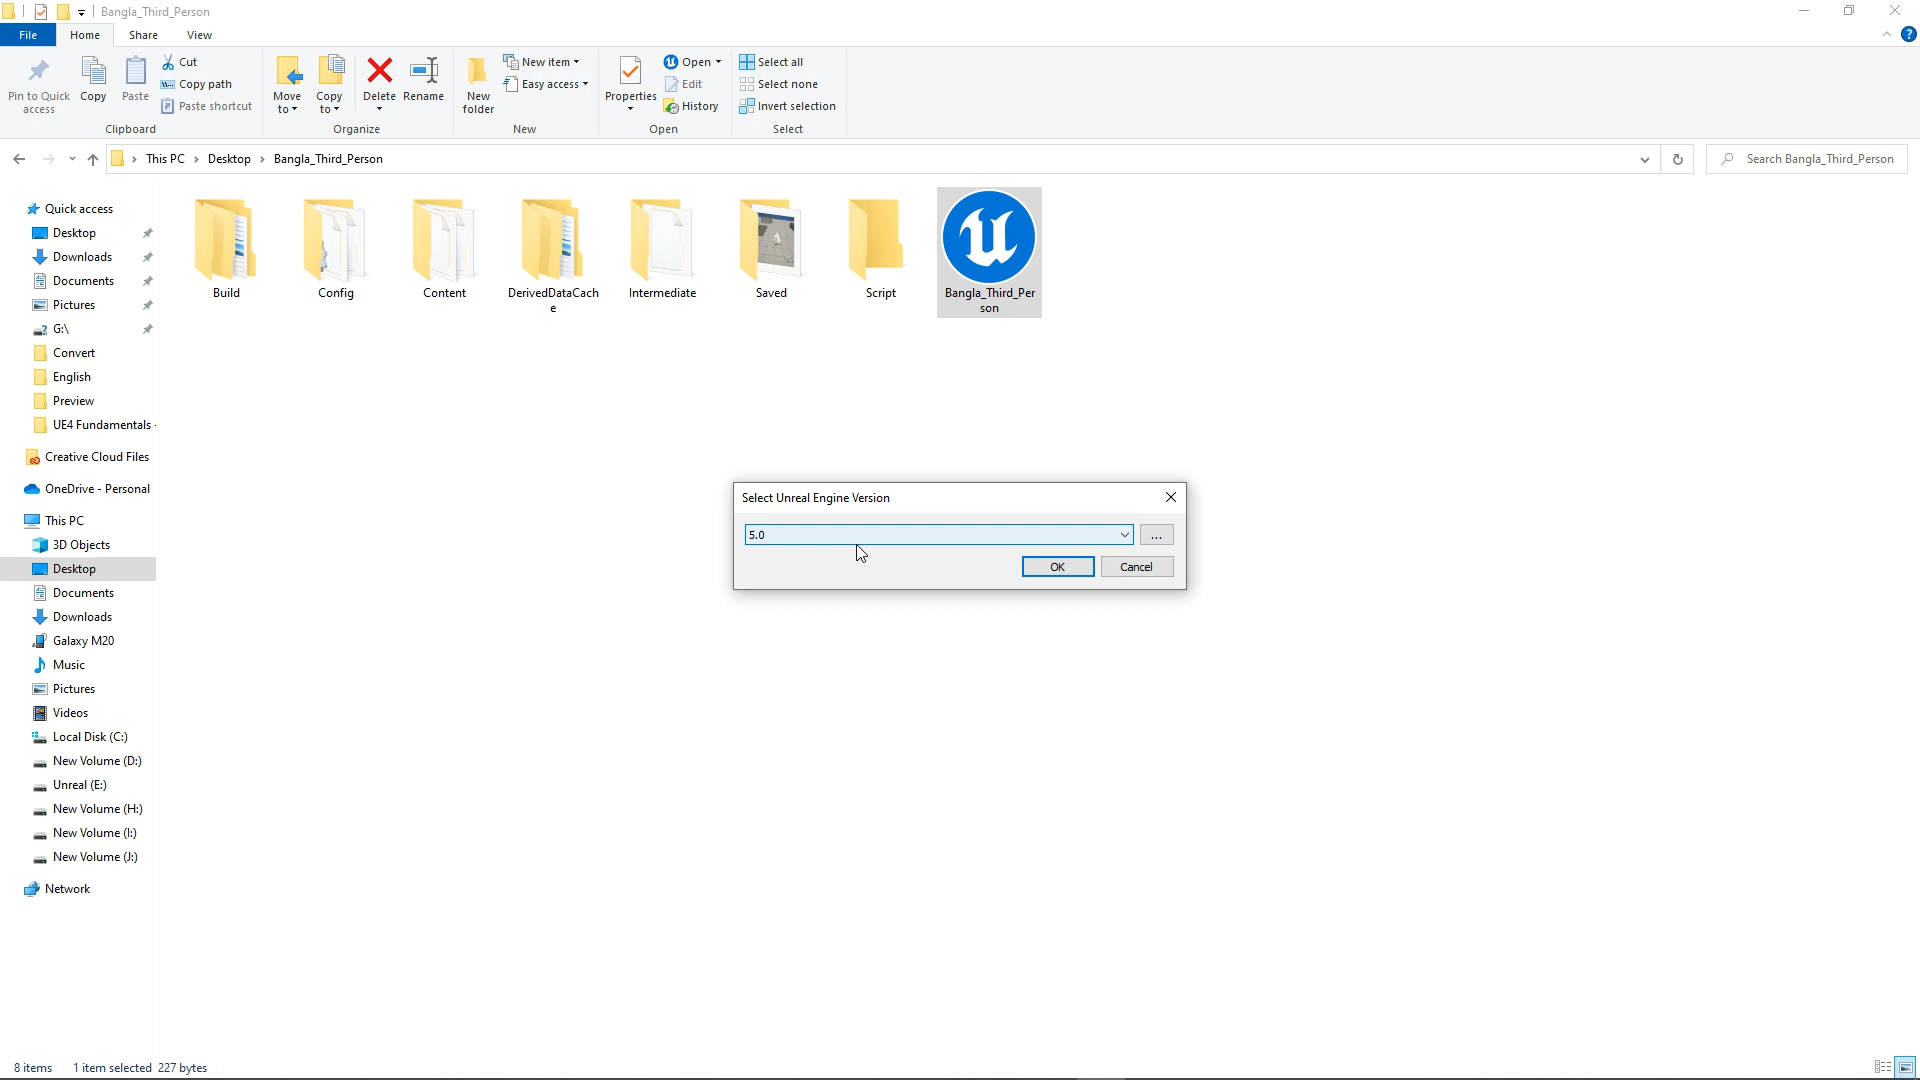 Bangla_Third_Person
File
Home
Share
View
Pin to Quick access
Copy
Paste
Cut
Copy path
Paste shortcut
Clipboard
Move to
Copy to
Delete
Rename
Organize
New folder
New item
Easy access
New
Properties
Open
Edit
History
Open
Select all
Select none
Invert selection
Select
This PC
Desktop
Bangla_Third_Person
Search Bangla_Third_Person
Quick access
Desktop
Downloads
Documents
Pictures
G:\
Convert
English
Preview
UE4 Fundamentals -
Creative Cloud Files
OneDrive - Personal
This PC
3D Objects
Desktop
Documents
Downloads
Galaxy M20
Music
Pictures
Videos
Local Disk (C:)
New Volume (D:)
Unreal (E:)
New Volume (H:)
New Volume (I:)
New Volume (J:)
Network
Build
Config
Content
DerivedDataCach
e
Intermediate
Saved
Script
Bangla_Third_Per
son
Select Unreal Engine Version
5.0
...
OK
Cancel
8 items
1 item selected 227 bytes